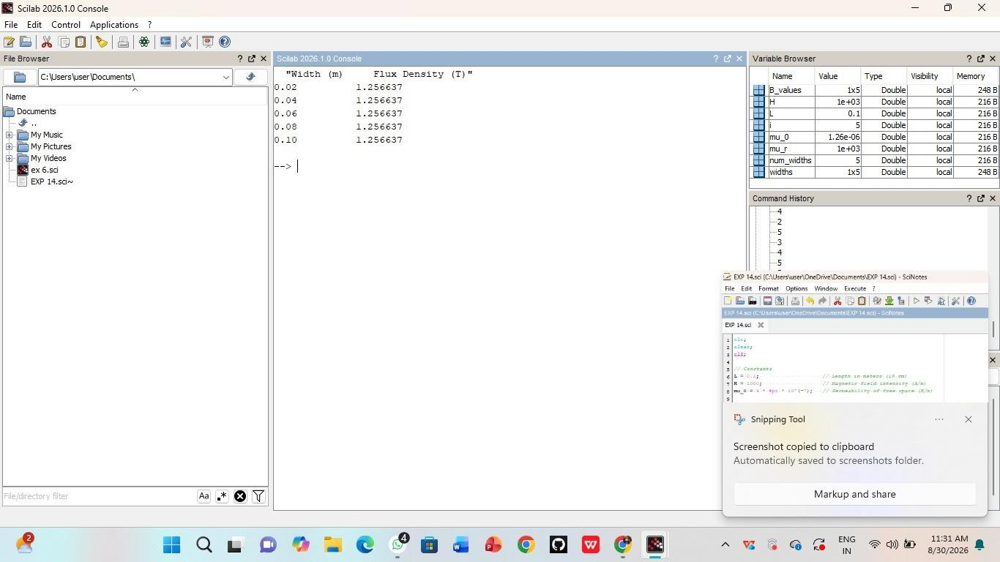 Scilab 2026.1.0 Console
File Edit Control Applications ?
File Browser
C:\Users\user\Documents\
Name
Documents
..
My Music
My Pictures
My Videos
ex 6.sci
EXP 14.sci~
File/directory filter
Aa
.*
Scilab 2026.1.0 Console
"Width (m) Flux Density (T)"
0.02 1.256637
0.04 1.256637
0.06 1.256637
0.08 1.256637
0.10 1.256637
-->
Variable Browser
Name Value Type Visibility Memory
B_values 1x5 Double local 248 B
H 1e+03 Double local 216 B
L 0.1 Double local 216 B
i 5 Double local 216 B
mu_0 1.26e-06 Double local 216 B
mu_r 1e+03 Double local 216 B
num_widths 5 Double local 216 B
widths 1x5 Double local 248 B
Command History
4
2
5
3
4
5
EXP 14.sci (C:\Users\user\OneDrive\Documents\EXP 14.sci) - SciNotes
File Edit Format Options Window Execute ?
EXP 14.sci (C:\Users\user\OneDrive\Documents\EXP 14.sci) - SciNotes
EXP 14.sci
1 clc;
2 clear;
3 clf;
4
5 // Constants
6 L = 0.1; // Length in meters (10 cm)
7 H = 1000; // Magnetic field intensity (A/m)
8 mu_0 = 4 * %pi * 10^(-7); // Permeability of free space (H/m)
9
Snipping Tool
Screenshot copied to clipboard
Automatically saved to screenshots folder.
Markup and share
2
4
ENG
IN
11:31 AM
8/30/2026